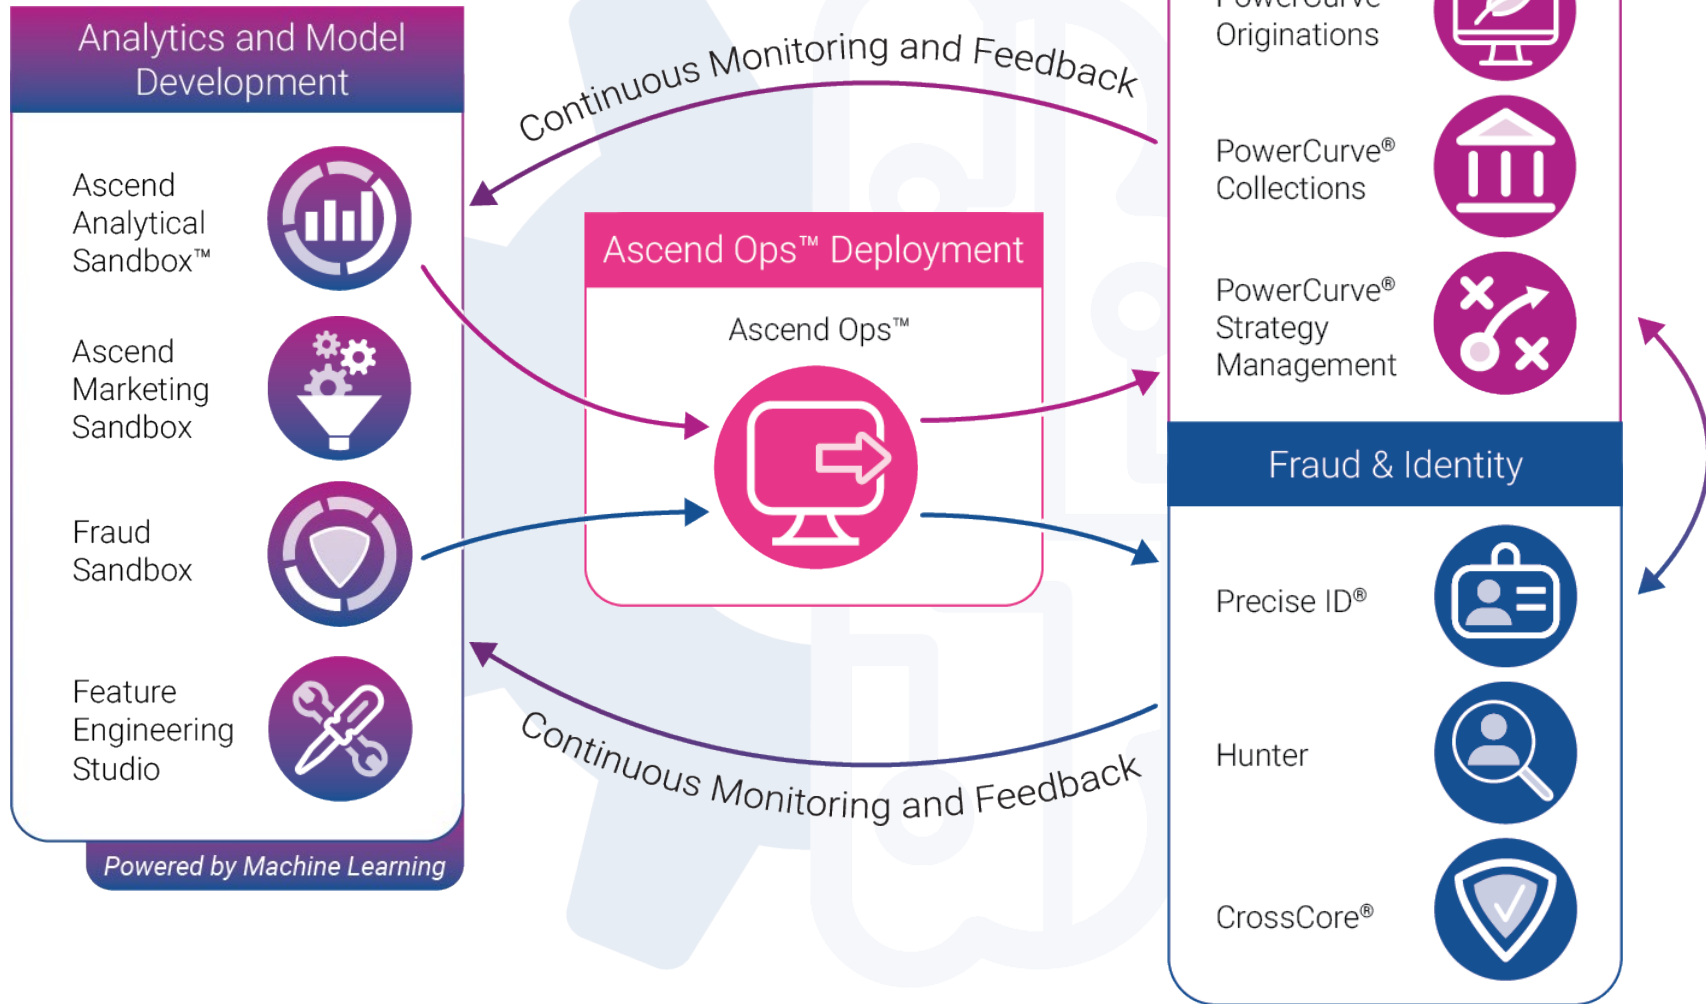 Analytics and Model
Development
Ascend
Analytical
Sandbox™
Ascend
Marketing
Sandbox
Fraud
Sandbox
Feature
Engineering
Studio
Powered by Machine Learning
Continuous Monitoring and Feedback
Ascend Ops™ Deployment
Ascend Ops™
Continuous Monitoring and Feedback
PowerCurve
Originations
PowerCurve®
Collections
PowerCurve®
Strategy
Management
Fraud & Identity
Precise ID®
Hunter
CrossCore®